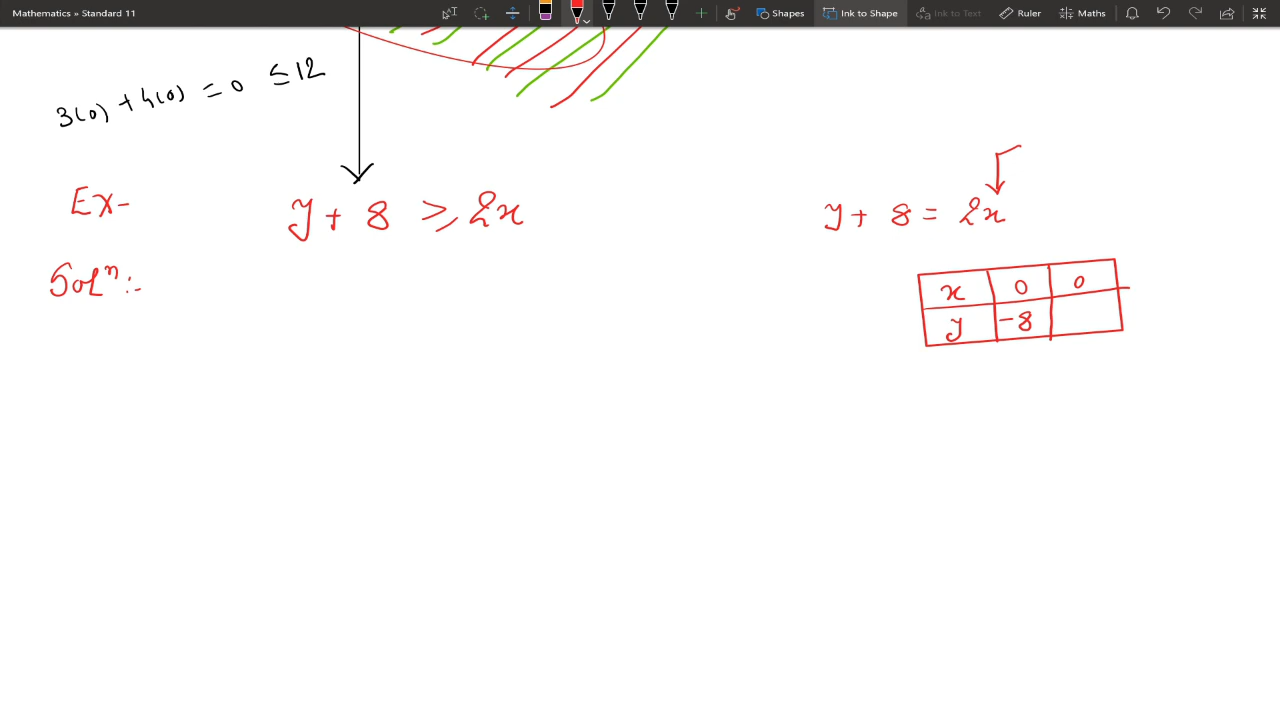 Mathematics » Standard 11
Shapes
Ink to Shape
Ink to Text
Ruler
Maths
3(0) + 4(0) = 0 ≤ 12
Ex-
y + 8 ≥ 2x
y + 8 = 2x
Solⁿ :-
x 0 0
y -8